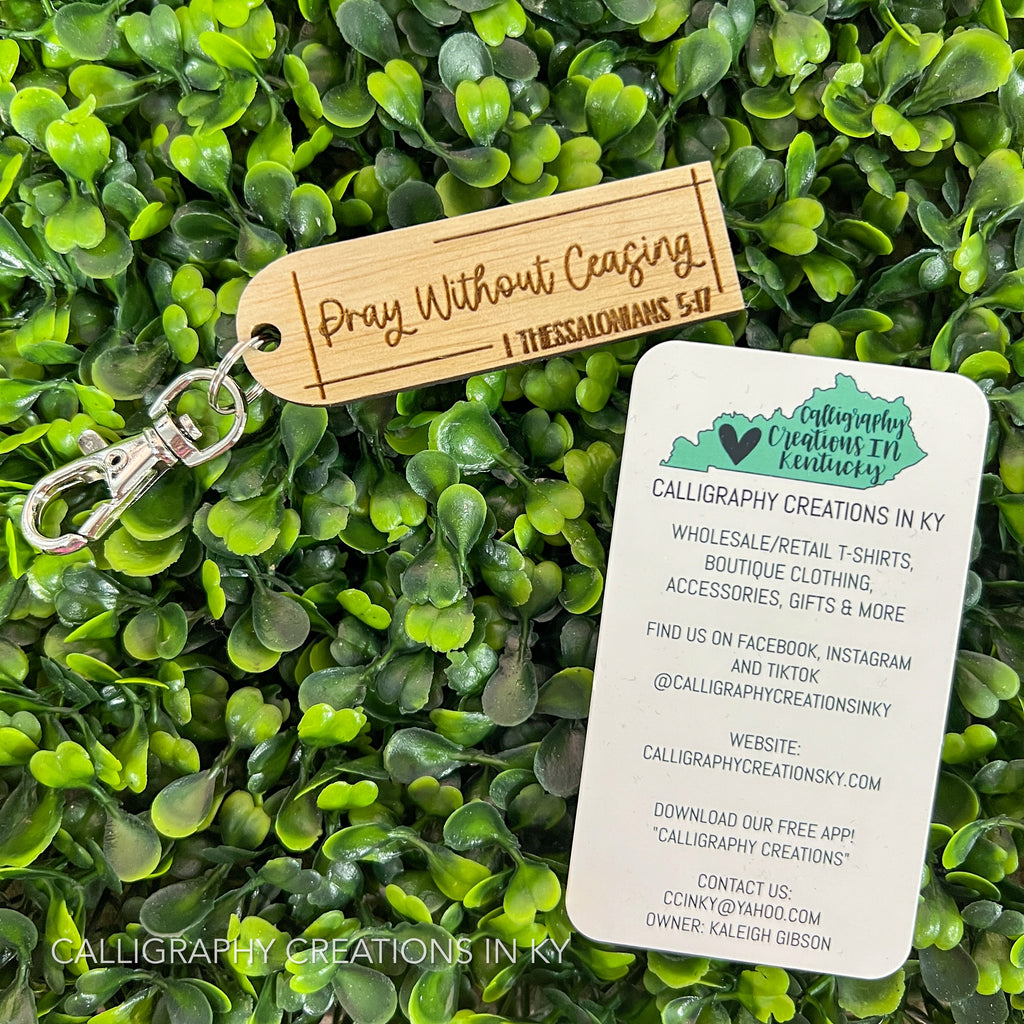 Pray Without Ceasing
1 THESSALONIANS 5:17
Calligraphy
Creations IN
Kentucky
CALLIGRAPHY CREATIONS IN KY
WHOLESALE/RETAIL T-SHIRTS,
BOUTIQUE CLOTHING,
ACCESSORIES, GIFTS & MORE
FIND US ON FACEBOOK, INSTAGRAM
AND TIKTOK
@CALLIGRAPHYCREATIONSINKY
WEBSITE:
CALLIGRAPHYCREATIONSKY.COM
DOWNLOAD OUR FREE APP!
"CALLIGRAPHY CREATIONS"
CONTACT US:
CCINKY@YAHOO.COM
OWNER: KALEIGH GIBSON
CALLIGRAPHY CREATIONS IN KY